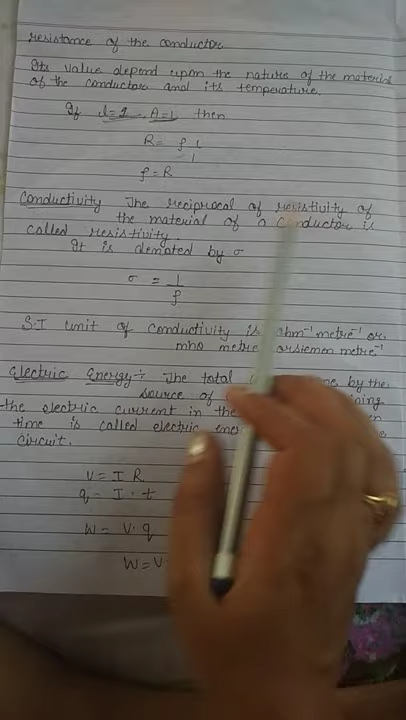 resistance of the conductor
Its value depend upon the nature of the material
of the conductor and its temperature.
If l=1 A=1 then
R = ρ 1
1
ρ = R
Conductivity The reciprocal of resistivity of
the material of a conductor is
called resistivity.
It is denoted by σ
σ = 1
ρ
S.I unit of conductivity is ohm⁻¹ metre⁻¹ or
mho metre or siemen metre⁻¹
Electric Energy:- The total by the
source of
the electric current in the
time is called electric
circuit.
V = I R
q = I · t
W = V · q
W = V